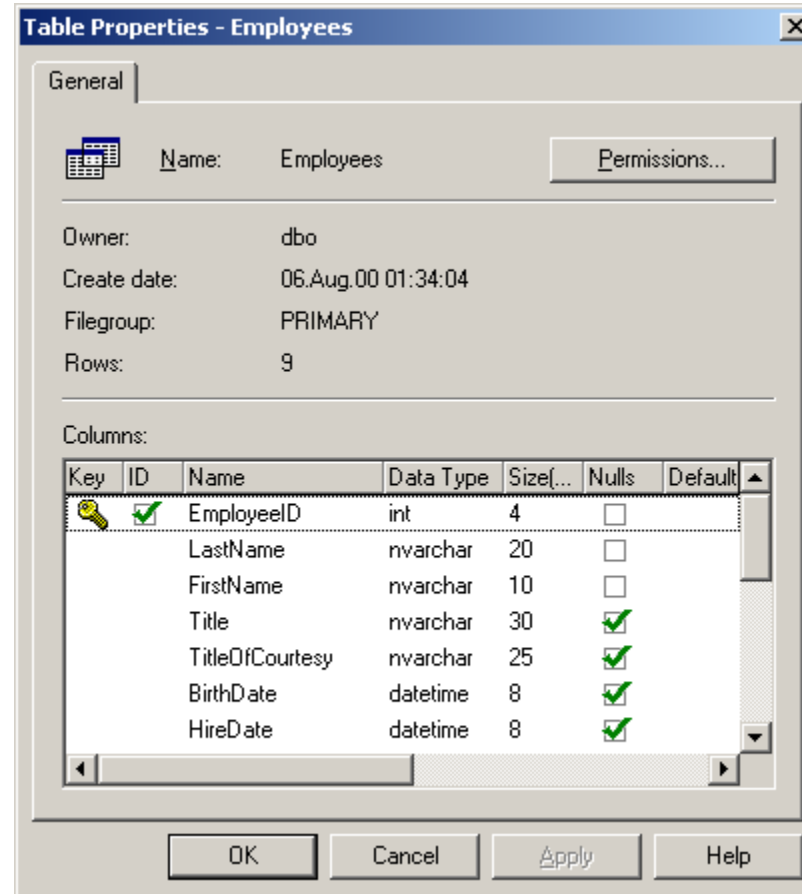 Table Properties - Employees
General
Name: Employees Permissions...
Owner: dbo
Create date: 06.Aug.00 01:34:04
Filegroup: PRIMARY
Rows: 9
Columns:
Key ID Name Data Type Size(... Nulls Default
EmployeeID int 4
LastName nvarchar 20
FirstName nvarchar 10
Title nvarchar 30
TitleOfCourtesy nvarchar 25
BirthDate datetime 8
HireDate datetime 8
OK Cancel Apply Help